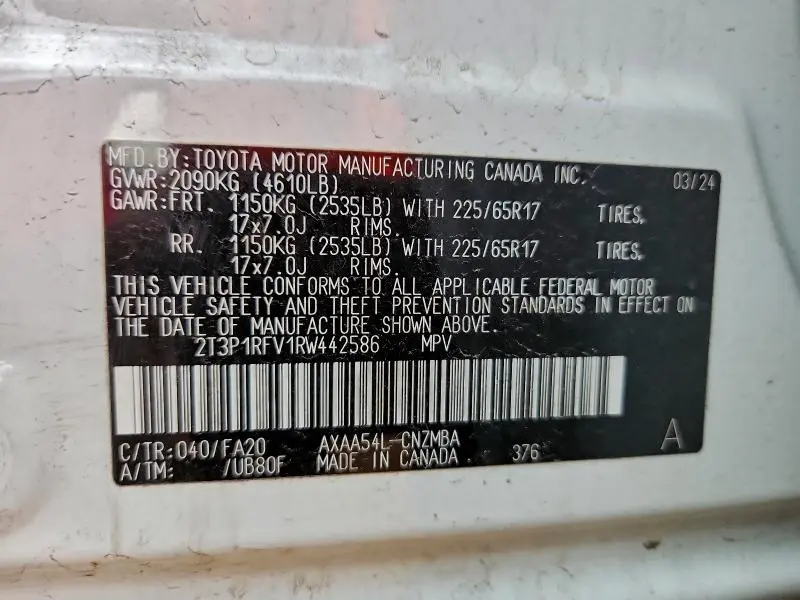 MFD.BY:TOYOTA MOTOR MANUFACTURING CANADA INC. 03/24
GVWR:2090KG (4610LB)
GAWR:FRT. 1150KG (2535LB) WITH 225/65R17 TIRES,
17x7.0J RIMS.
RR. 1150KG (2535LB) WITH 225/65R17 TIRES,
17x7.0J RIMS.
THIS VEHICLE CONFORMS TO ALL APPLICABLE FEDERAL MOTOR
VEHICLE SAFETY AND THEFT PREVENTION STANDARDS IN EFFECT ON
THE DATE OF MANUFACTURE SHOWN ABOVE.
2T3P1RFV1RW442586 MPV
C/TR:040/FA20 AXAA54L-CNZMBA A
A/TM: /UB80F MADE IN CANADA 376